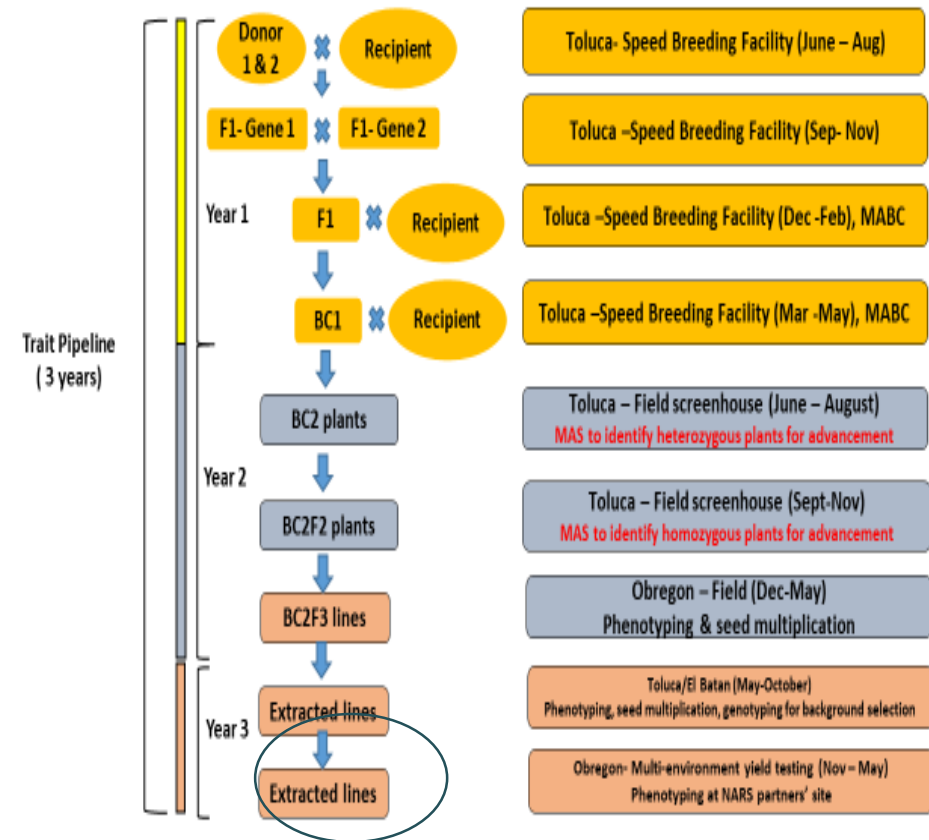 Donor
1 & 2
Recipient
Toluca- Speed Breeding Facility (June – Aug)
F1- Gene 1
F1- Gene 2
Toluca –Speed Breeding Facility (Sep- Nov)
Year 1
F1
Recipient
Toluca –Speed Breeding Facility (Dec -Feb), MABC
BC1
Recipient
Toluca –Speed Breeding Facility (Mar -May), MABC
Trait Pipeline
( 3 years)
BC2 plants
Toluca – Field screenhouse (June – August)
MAS to identify heterozygous plants for advancement
Year 2
BC2F2 plants
Toluca – Field screenhouse (Sept-Nov)
MAS to identify homozygous plants for advancement
BC2F3 lines
Obregon – Field (Dec-May)
Phenotyping & seed multiplication
Year 3
Extracted lines
Toluca/El Batan (May-October)
Phenotyping, seed multiplication, genotyping for background selection
Extracted lines
Obregon- Multi-environment yield testing (Nov – May)
Phenotyping at NARS partners' site